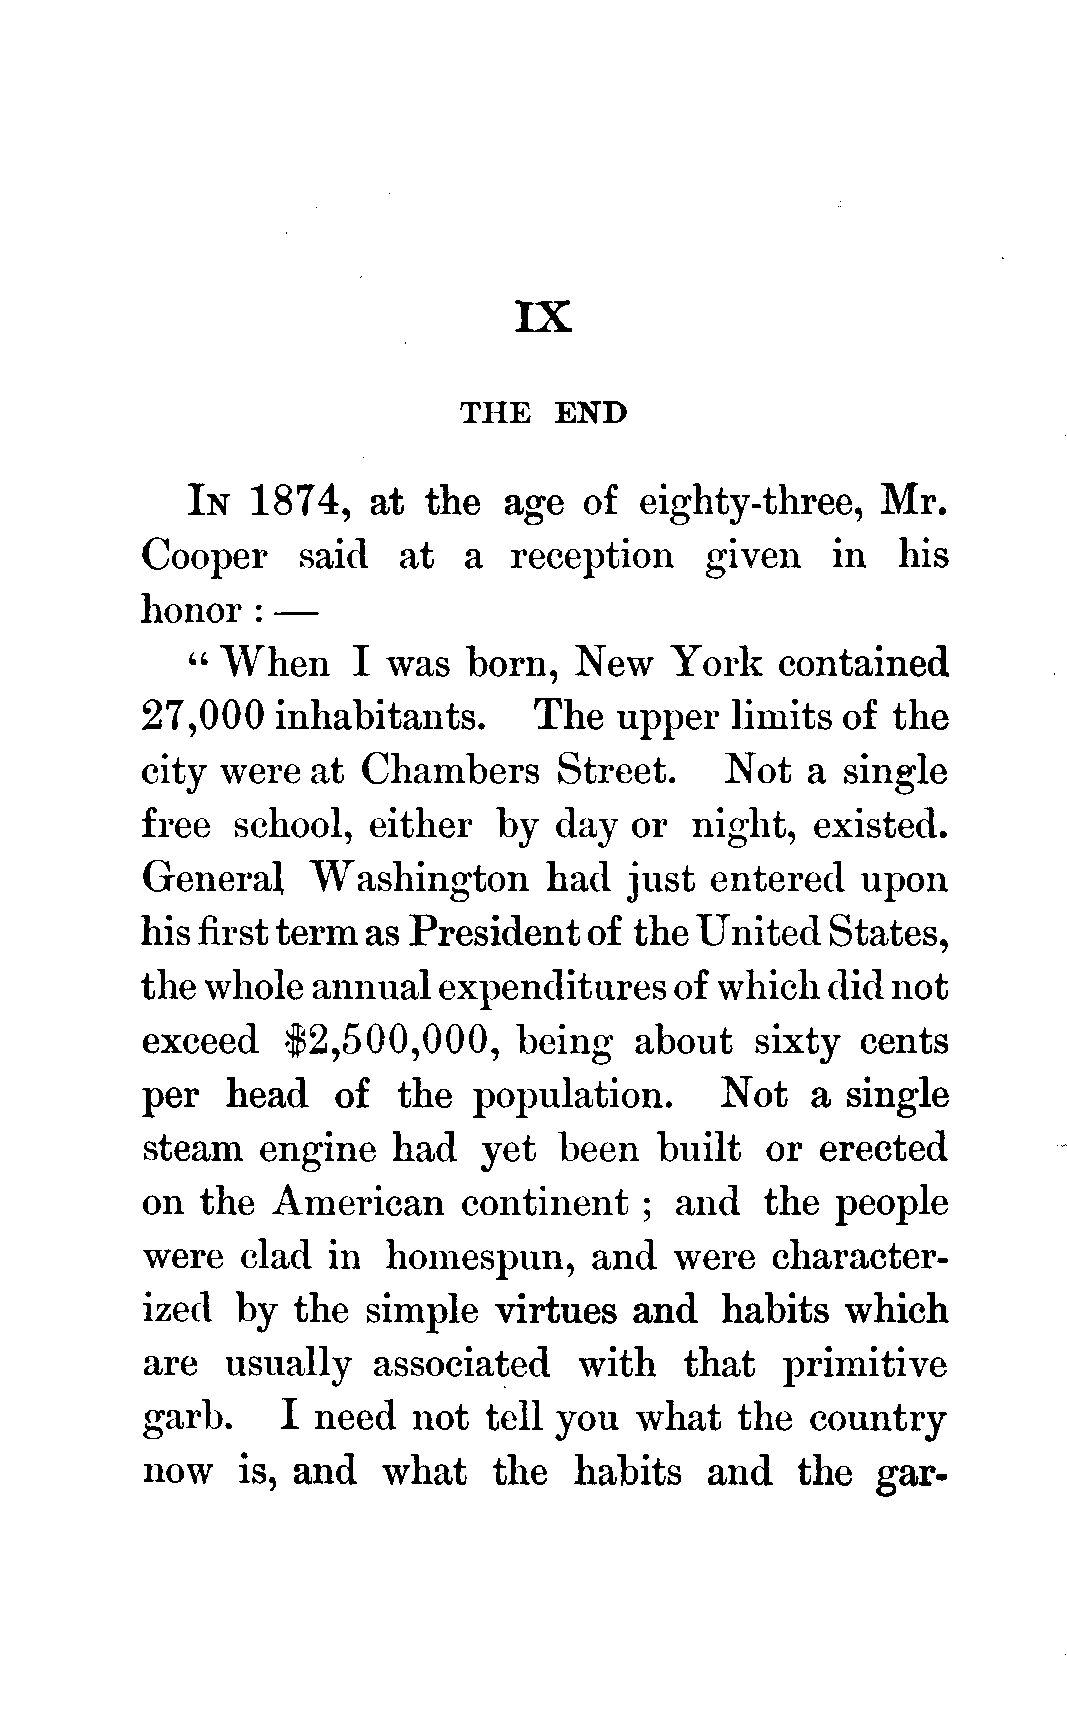 IX
THE END
In 1874, at the age of eighty-three, Mr.
Cooper said at a reception given in his
honor : —
“ When I was born, New York contained
27,000 inhabitants. The upper limits of the
city were at Chambers Street. Not a single
free school, either by day or night, existed.
General Washington had just entered upon
his first term as President of the United States,
the whole annual expenditures of which did not
exceed $2,500,000, being about sixty cents
per head of the population. Not a single
steam engine had yet been built or erected
on the American continent ; and the people
were clad in homespun, and were character-
ized by the simple virtues and habits which
are usually associated with that primitive
garb. I need not tell you what the country
now is, and what the habits and the gar-